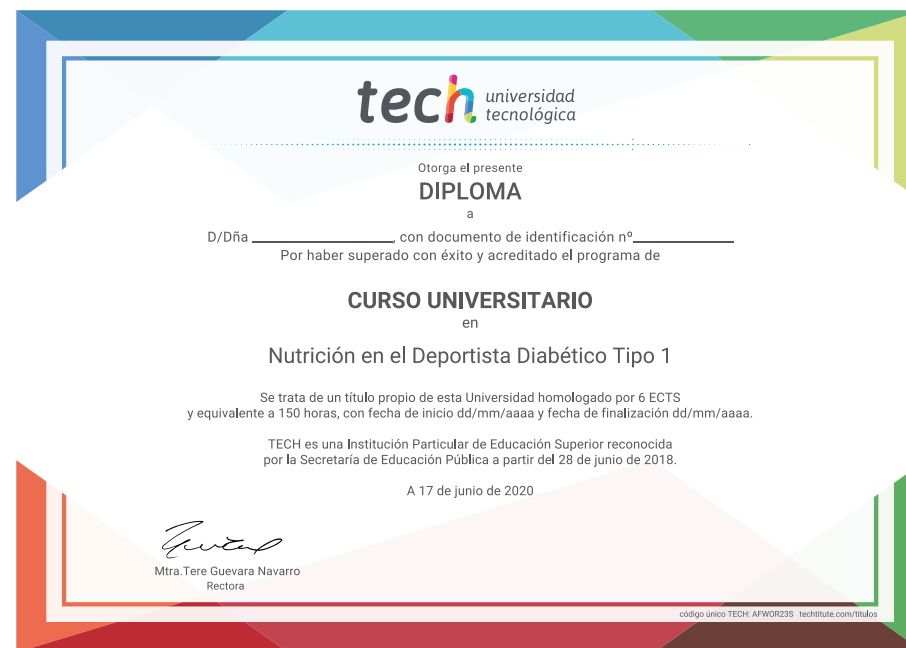 tech universidad
tecnológica
Otorga el presente
DIPLOMA
a
D/Dña ____________________, con documento de identificación nº______________
Por haber superado con éxito y acreditado el programa de
CURSO UNIVERSITARIO
en
Nutrición en el Deportista Diabético Tipo 1
Se trata de un título propio de esta Universidad homologado por 6 ECTS
y equivalente a 150 horas, con fecha de inicio dd/mm/aaaa y fecha de finalización dd/mm/aaaa.
TECH es una Institución Particular de Educación Superior reconocida
por la Secretaría de Educación Pública a partir del 28 de junio de 2018.
A 17 de junio de 2020
Mtra.Tere Guevara Navarro
Rectora
código único TECH: AFWOR23S techtitute.com/titulos